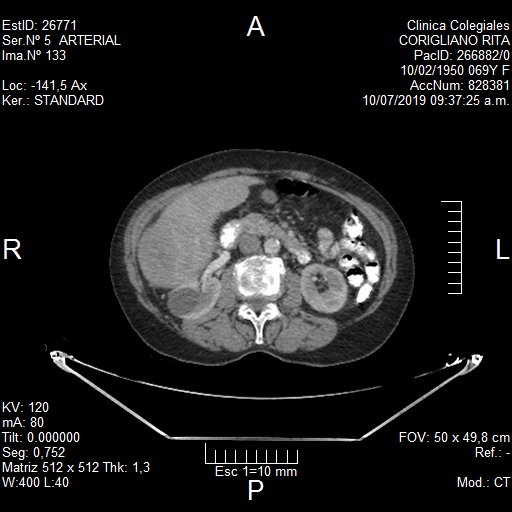 EstID: 26771
Ser.Nº 5 ARTERIAL
Ima.Nº 133
Loc: -141,5 Ax
Ker.: STANDARD
A
Clinica Colegiales
CORIGLIANO RITA
PacID: 266882/0
10/02/1950 069Y F
AccNum: 828381
10/07/2019 09:37:25 a.m.
R
L
KV: 120
mA: 80
Tilt: 0.000000
Seg: 0,752
Matriz 512 x 512 Thk: 1,3
W:400 L:40
Esc 1=10 mm
P
FOV: 50 x 49,8 cm
Ref.: -
Mod.: CT